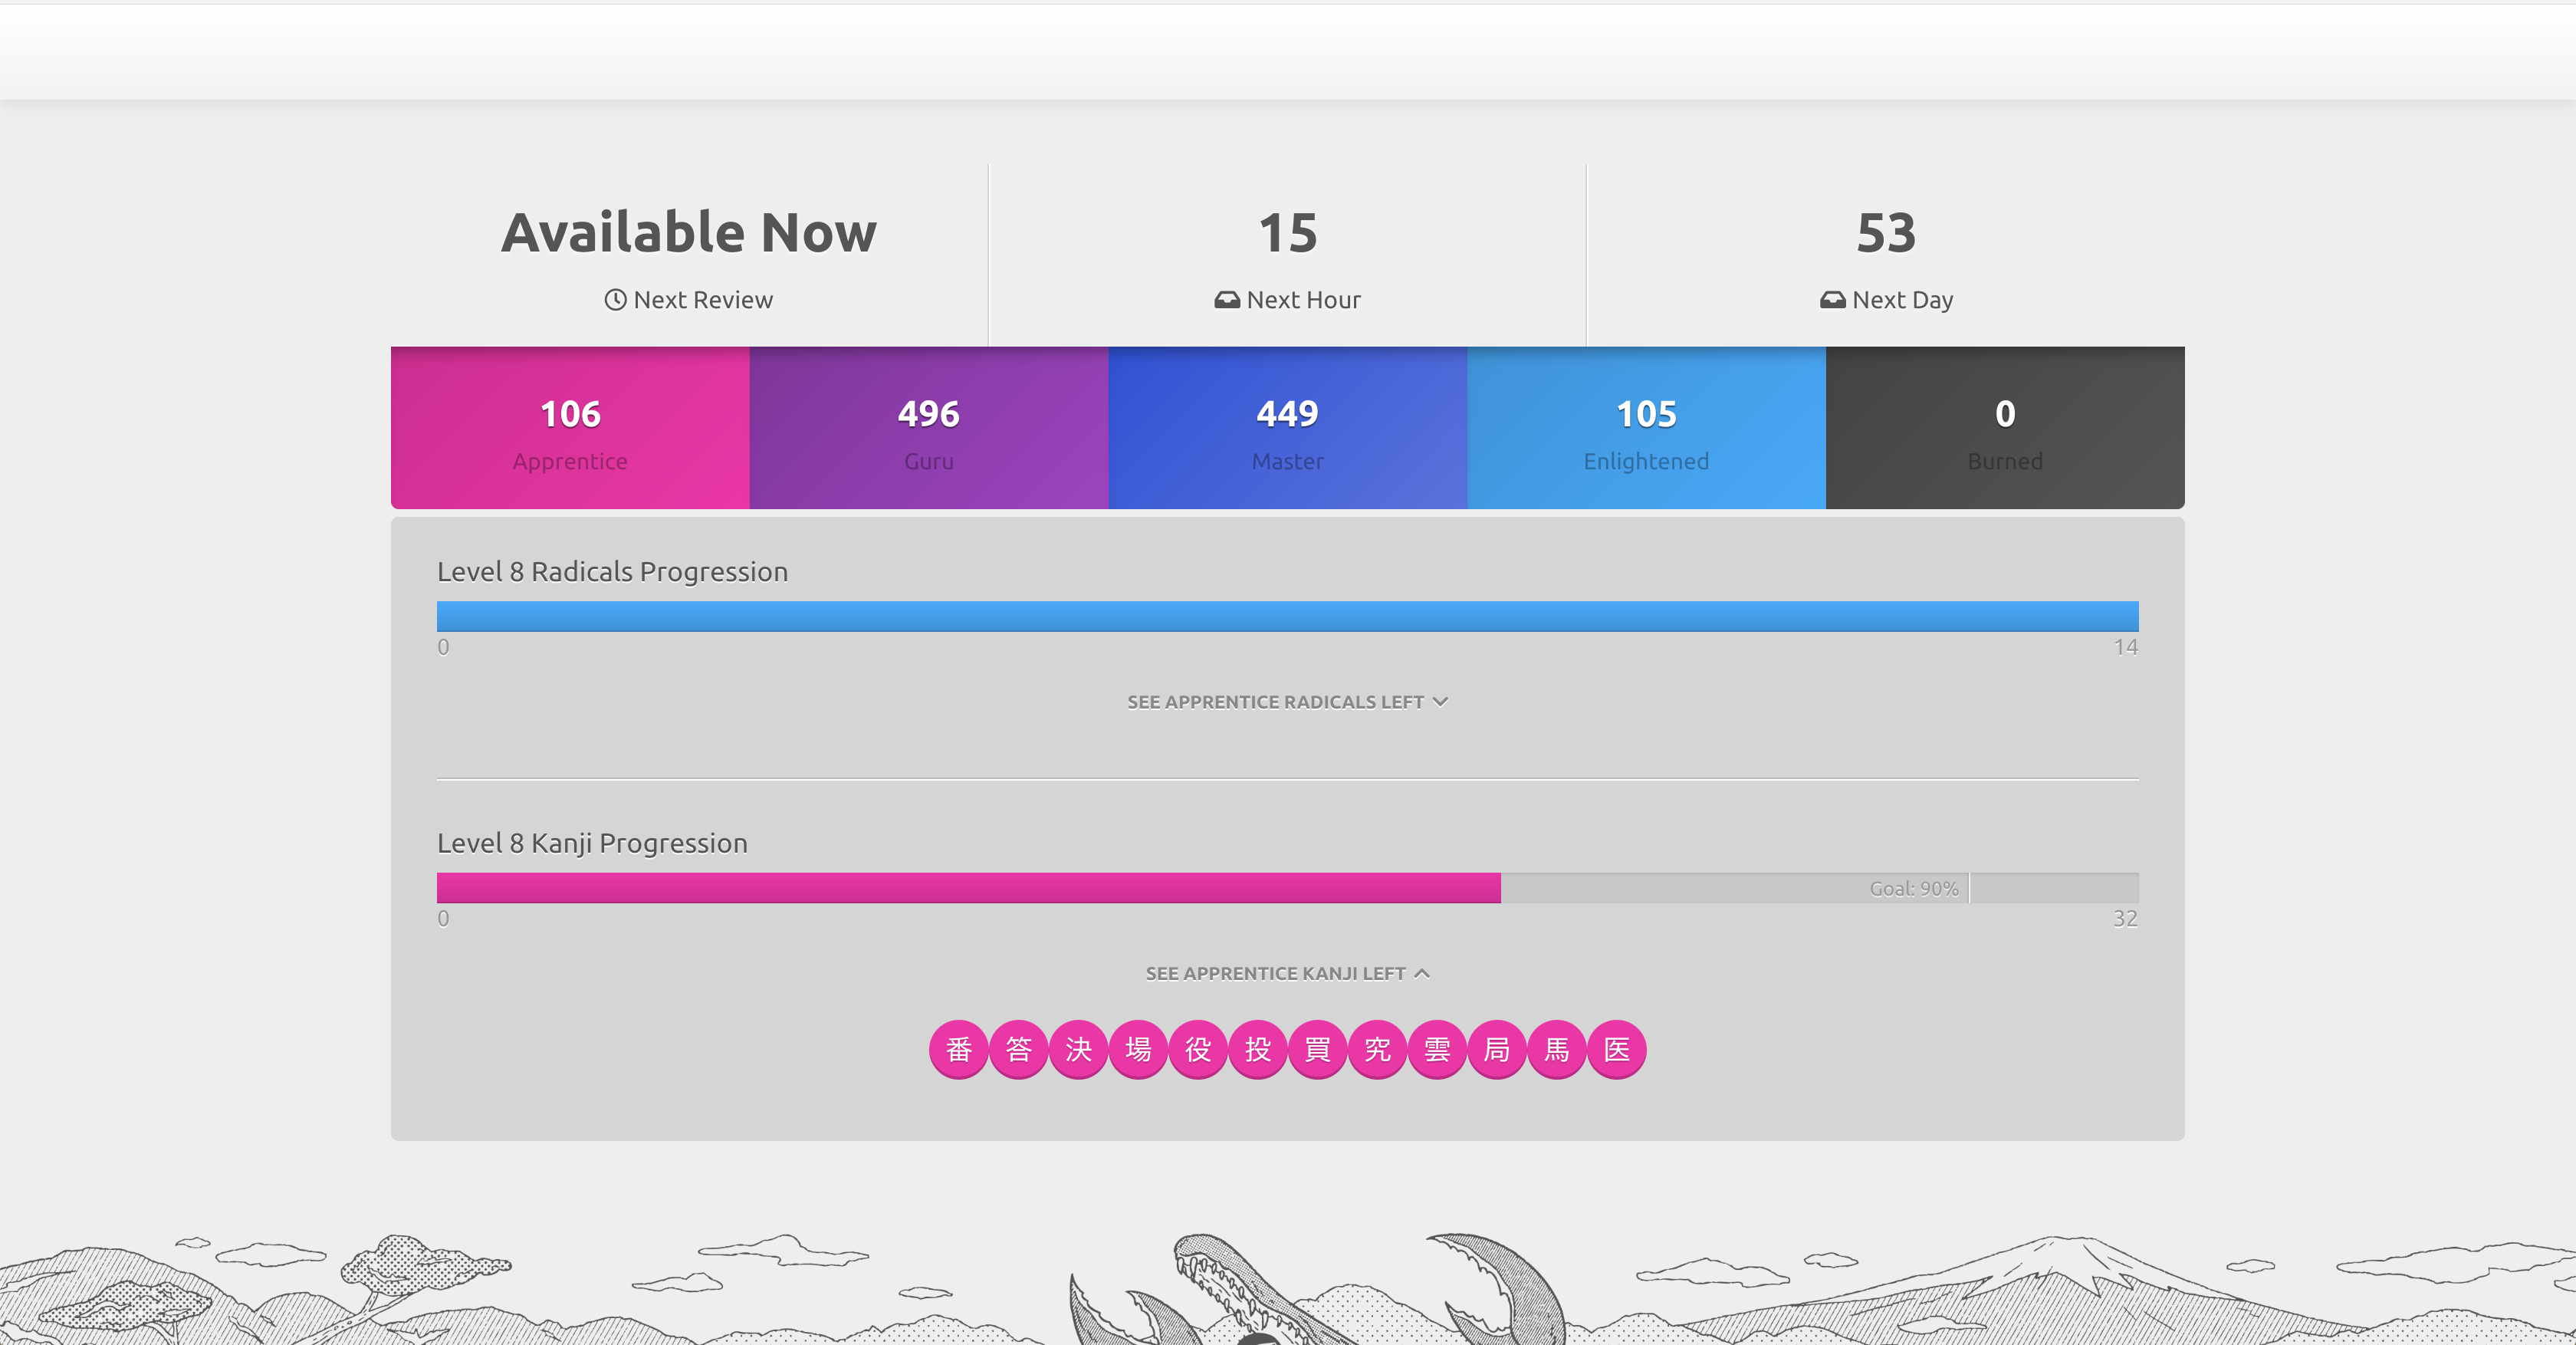 Available Now
Next Review
15
Next Hour
53
Next Day
106
Apprentice
496
Guru
449
Master
105
Enlightened
0
Burned
Level 8 Radicals Progression
0 14
SEE APPRENTICE RADICALS LEFT
Level 8 Kanji Progression
Goal: 90%
0 32
SEE APPRENTICE KANJI LEFT
番 答 決 場 役 投 買 究 雲 局 馬 医